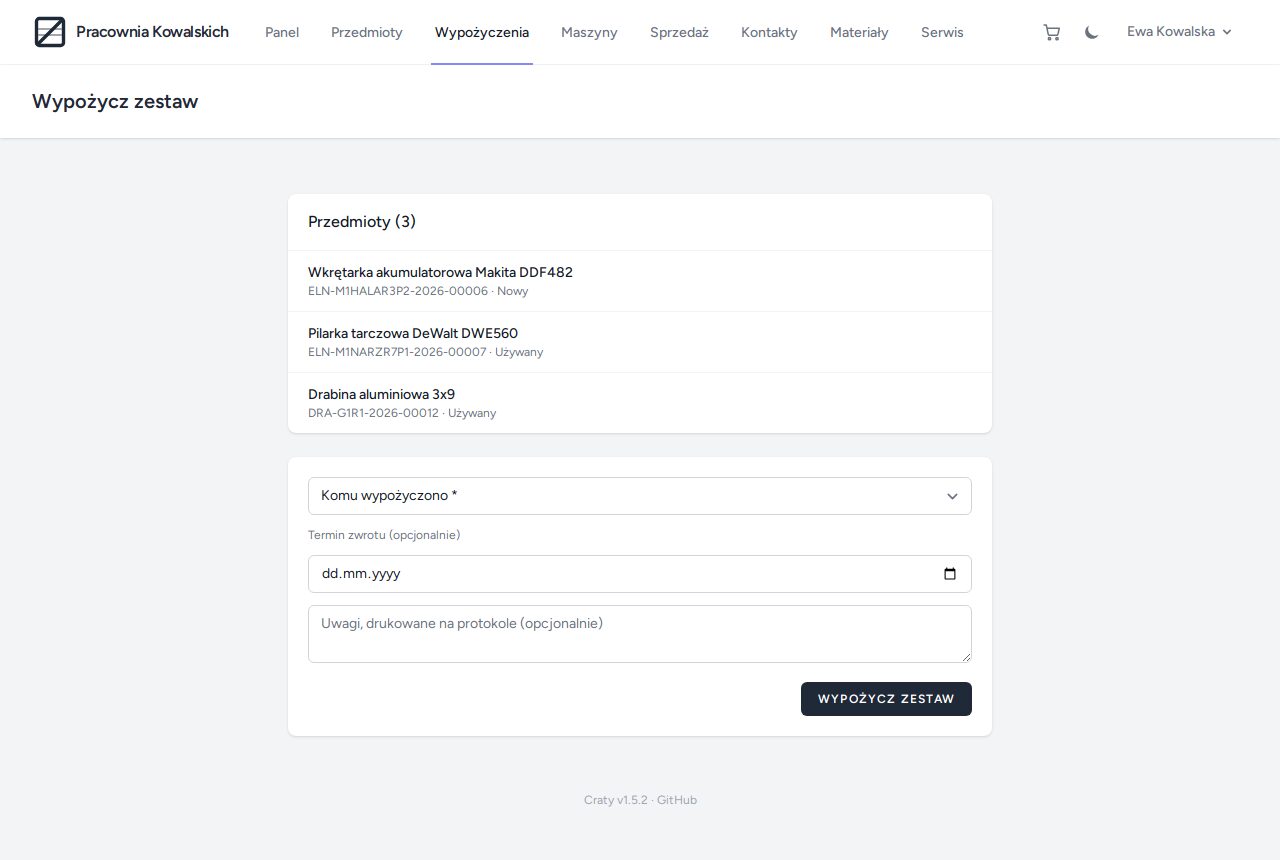 Pracownia Kowalskich
Panel
Przedmioty
Wypożyczenia
Maszyny
Sprzedaż
Kontakty
Materiały
Serwis
Ewa Kowalska
Wypożycz zestaw
Przedmioty (3)
Wkrętarka akumulatorowa Makita DDF482
ELN-M1HALAR3P2-2026-00006 · Nowy
Pilarka tarczowa DeWalt DWE560
ELN-M1NARZR7P1-2026-00007 · Używany
Drabina aluminiowa 3x9
DRA-G1R1-2026-00012 · Używany
Komu wypożyczono *
Termin zwrotu (opcjonalnie)
dd.mm.yyyy
Uwagi, drukowane na protokole (opcjonalnie)
WYPOŻYCZ ZESTAW
Craty v1.5.2 · GitHub